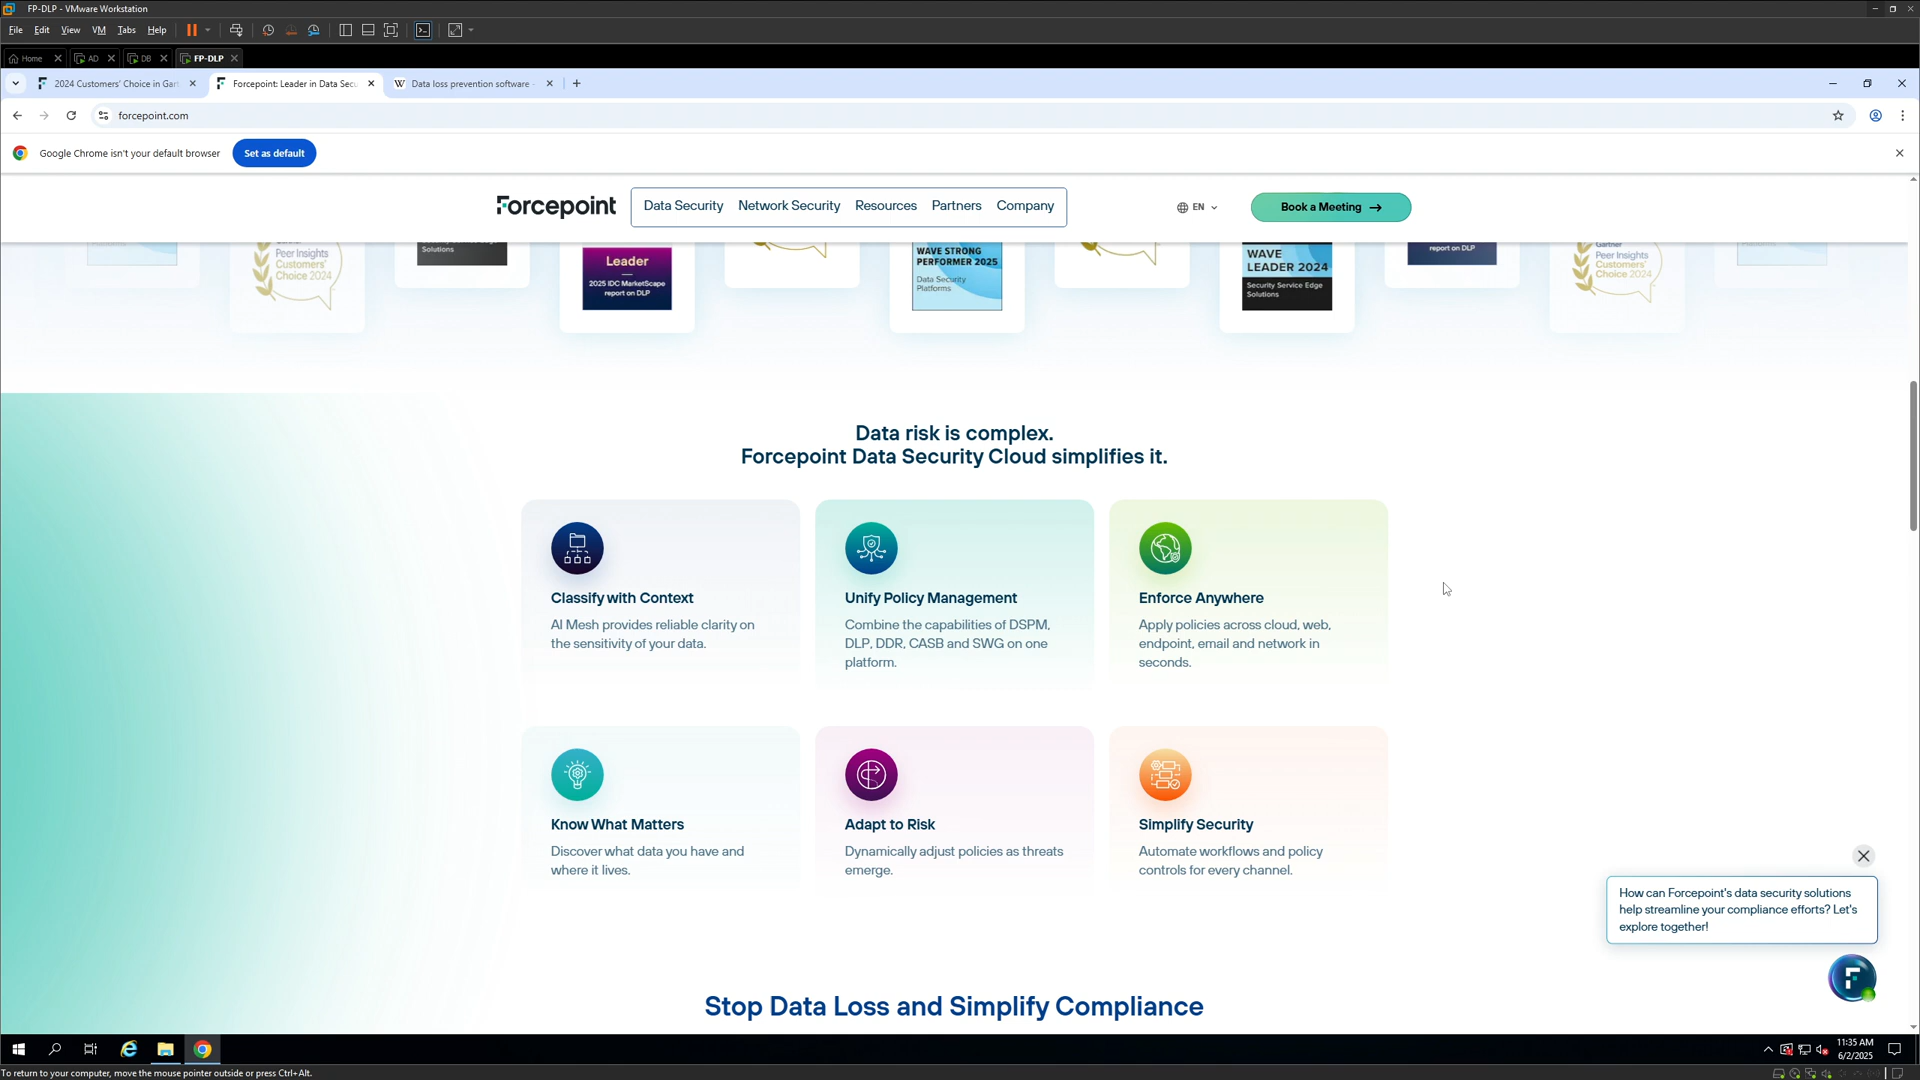 FP-DLP - VMware Workstation
File Edit View VM Tabs Help
Home AD DB FP-DLP
2024 Customers' Choice in Gar
Forcepoint: Leader in Data Secu
Data loss prevention software -
forcepoint.com
Google Chrome isn't your default browser
Set as default
Forcepoint
Data Security Network Security Resources Partners Company
EN
Book a Meeting
Peer Insights
Customers'
Choice 2024
Solutions
Leader
2025 IDC MarketScape
report on DLP
WAVE STRONG
PERFORMER 2025
Data Security
Platforms
WAVE
LEADER 2024
Security Service Edge
Solutions
report on DLP
Gartner
Peer Insights
Customers'
Choice 2024
Data risk is complex.
Forcepoint Data Security Cloud simplifies it.
Classify with Context
AI Mesh provides reliable clarity on
the sensitivity of your data.
Unify Policy Management
Combine the capabilities of DSPM,
DLP, DDR, CASB and SWG on one
platform.
Enforce Anywhere
Apply policies across cloud, web,
endpoint, email and network in
seconds.
Know What Matters
Discover what data you have and
where it lives.
Adapt to Risk
Dynamically adjust policies as threats
emerge.
Simplify Security
Automate workflows and policy
controls for every channel.
How can Forcepoint's data security solutions
help streamline your compliance efforts? Let's
explore together!
Stop Data Loss and Simplify Compliance
11:35 AM
6/2/2025
To return to your computer, move the mouse pointer outside or press Ctrl+Alt.